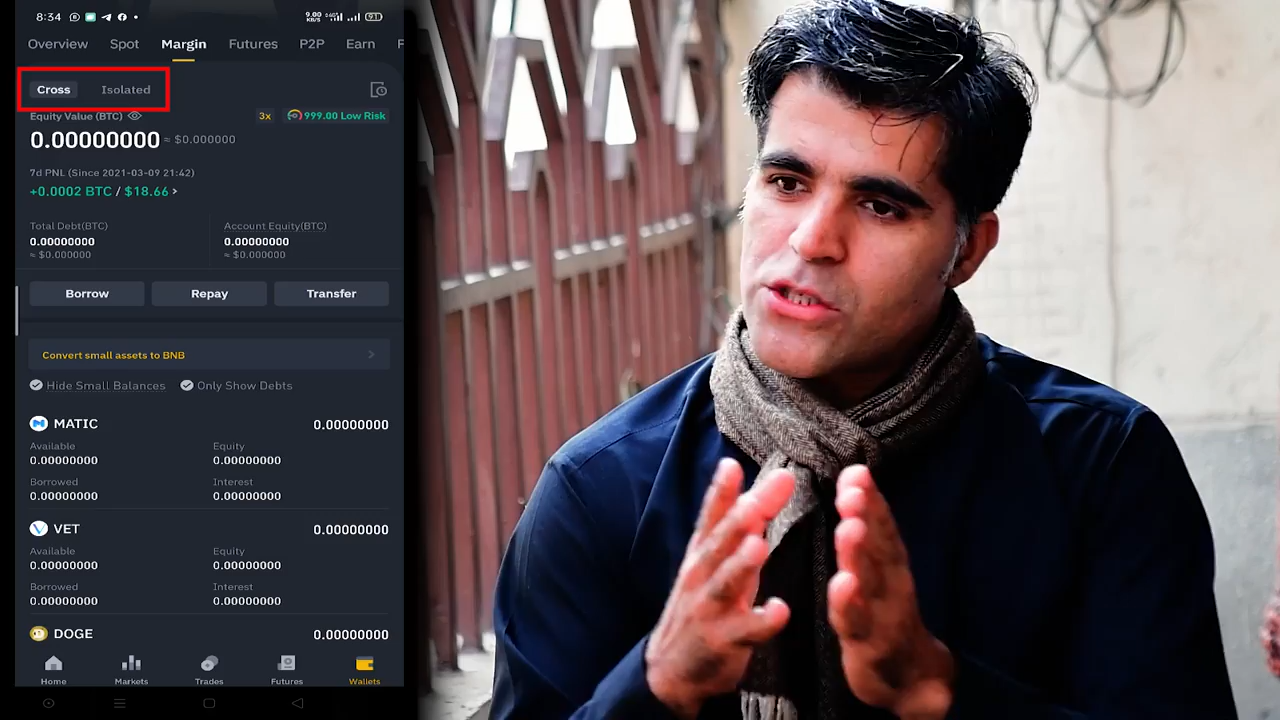 8:34 9.00 KB/S 4G 91
Overview Spot Margin Futures P2P Earn F
Cross Isolated
Equity Value (BTC) 3x 999.00 Low Risk
0.00000000 ≈ $0.000000
7d PNL (Since 2021-03-09 21:42)
+0.0002 BTC / $18.66 >
Total Debt(BTC) Account Equity(BTC)
0.00000000 0.00000000
≈ $0.000000 ≈ $0.000000
Borrow Repay Transfer
Convert small assets to BNB
Hide Small Balances Only Show Debts
MATIC 0.00000000
Available Equity
0.00000000 0.00000000
Borrowed Interest
0.00000000 0.00000000
VET 0.00000000
Available Equity
0.00000000 0.00000000
Borrowed Interest
0.00000000 0.00000000
DOGE 0.00000000
Home Markets Trades Futures Wallets